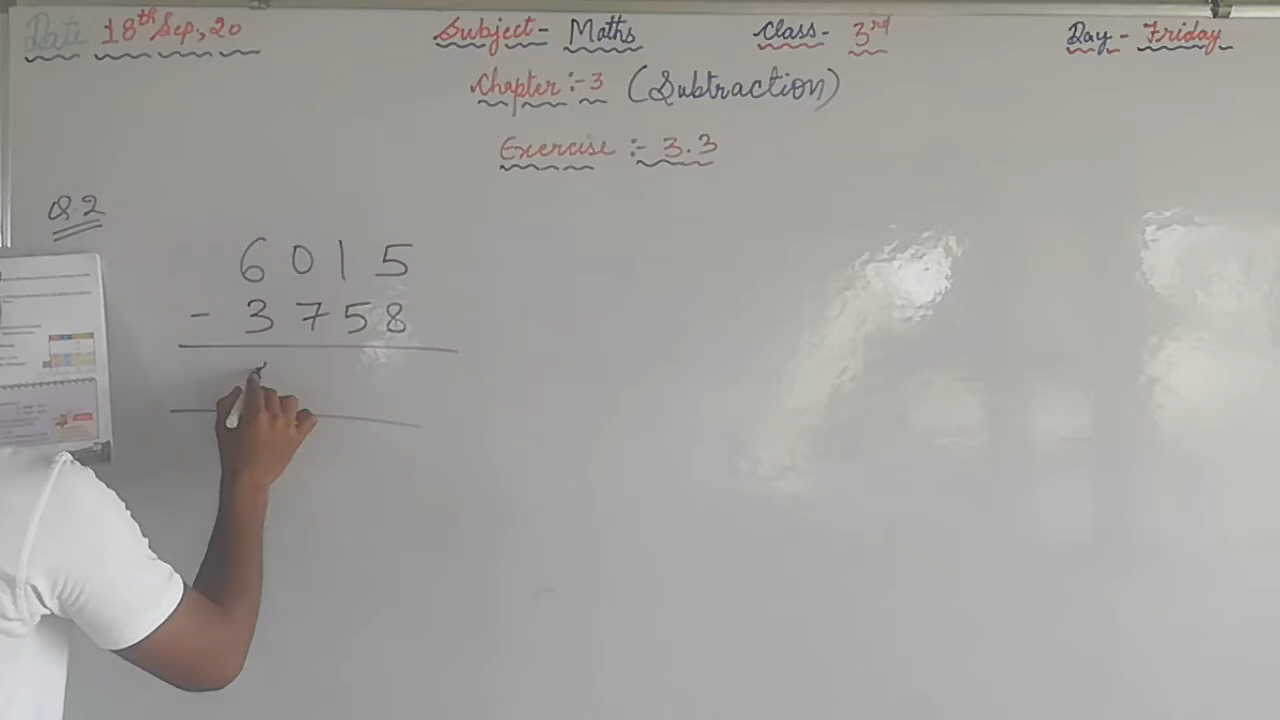 Date 18th Sep, 20 Subject- Maths Class- 3rd Day- Friday
Chapter :- 3 (Subtraction)
Exercise :- 3.3
Q.2
6015
- 3758